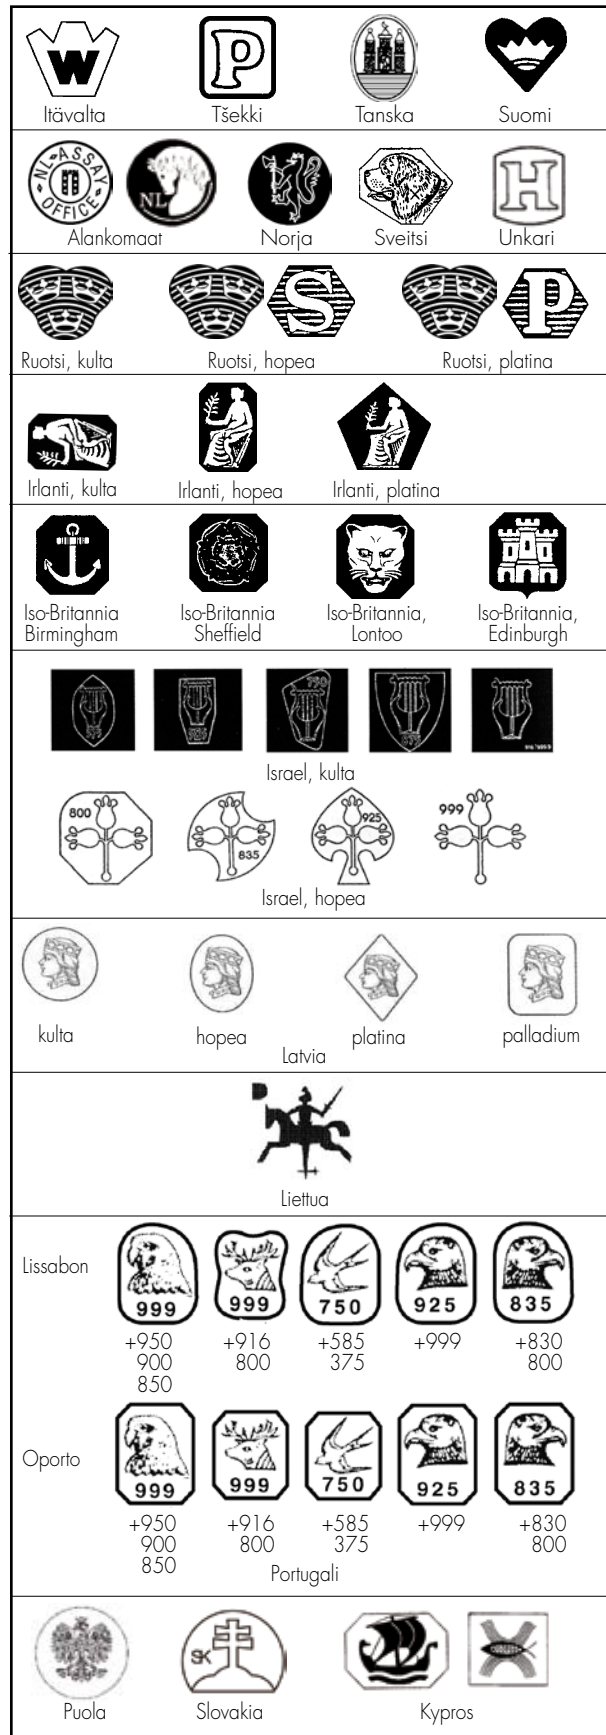 W
P
Itävalta
Tšekki
Tanska
Suomi
NL-ASSAY
OFFICE
NL
H
Alankomaat
Norja
Sveitsi
Unkari
S
P
Ruotsi, kulta
Ruotsi, hopea
Ruotsi, platina
Irlanti, kulta
Irlanti, hopea
Irlanti, platina
Iso-Britannia
Birmingham
Iso-Britannia
Sheffield
Iso-Britannia,
Lontoo
Iso-Britannia,
Edinburgh
585
750
Israel, kulta
800
835
925
999
Israel, hopea
kulta
hopea
platina
palladium
Latvia
Liettua
Lissabon
999
999
750
925
835
+950
900
850
+916
800
+585
375
+999
+830
800
Oporto
999
999
750
925
835
+950
900
850
+916
800
+585
375
+999
+830
800
Portugali
SK
Puola
Slovakia
Kypros